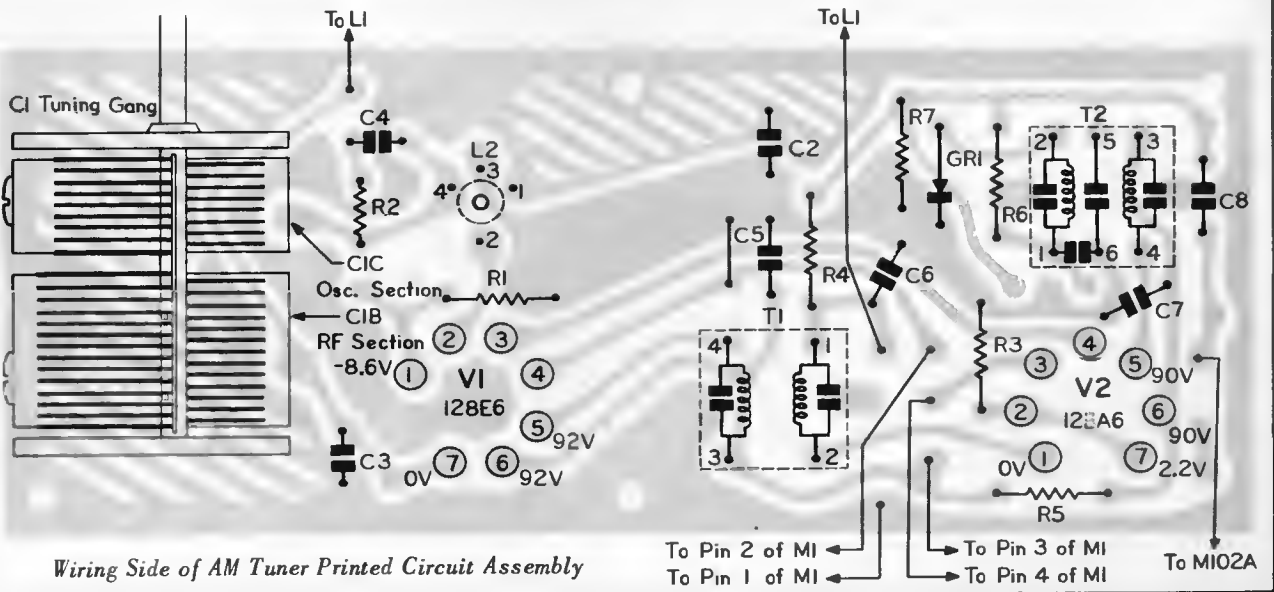 To L1
To L1
C1 Tuning Gang
C4
L2
3
4
1
2
R2
C1C
Osc. Section
C1B
RF Section
R1
-8.6V
1
2
3
4
5
6
7
V1
128E6
92V
92V
0V
C3
C2
C5
R4
T1
4
1
3
2
R7
GR1
R6
C6
T2
2
5
3
1
6
4
C8
C7
R3
3
4
5
90V
V2
2
6
90V
0V
1
7
2.2V
R5
To Pin 2 of M1
To Pin 1 of M1
To Pin 3 of M1
To Pin 4 of M1
To M102A
Wiring Side of AM Tuner Printed Circuit Assembly